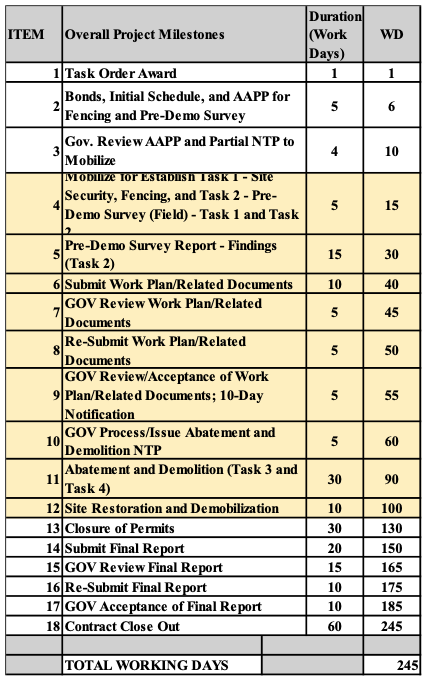 ITEM Overall Project Milestones Duration (Work Days) WD
1 Task Order Award 1 1
2 Bonds, Initial Schedule, and AAPP for Fencing and Pre-Demo Survey 5 6
3 Gov. Review AAPP and Partial NTP to Mobilize 4 10
4 Mobilize for Establish Task 1 - Site Security, Fencing, and Task 2 - Pre-Demo Survey (Field) - Task 1 and Task 2 5 15
5 Pre-Demo Survey Report - Findings (Task 2) 15 30
6 Submit Work Plan/Related Documents 10 40
7 GOV Review Work Plan/Related Documents 5 45
8 Re-Submit Work Plan/Related Documents 5 50
9 GOV Review/Acceptance of Work Plan/Related Documents; 10-Day Notification 5 55
10 GOV Process/Issue Abatement and Demolition NTP 5 60
11 Abatement and Demolition (Task 3 and Task 4) 30 90
12 Site Restoration and Demobilization 10 100
13 Closure of Permits 30 130
14 Submit Final Report 20 150
15 GOV Review Final Report 15 165
16 Re-Submit Final Report 10 175
17 GOV Acceptance of Final Report 10 185
18 Contract Close Out 60 245
TOTAL WORKING DAYS 245